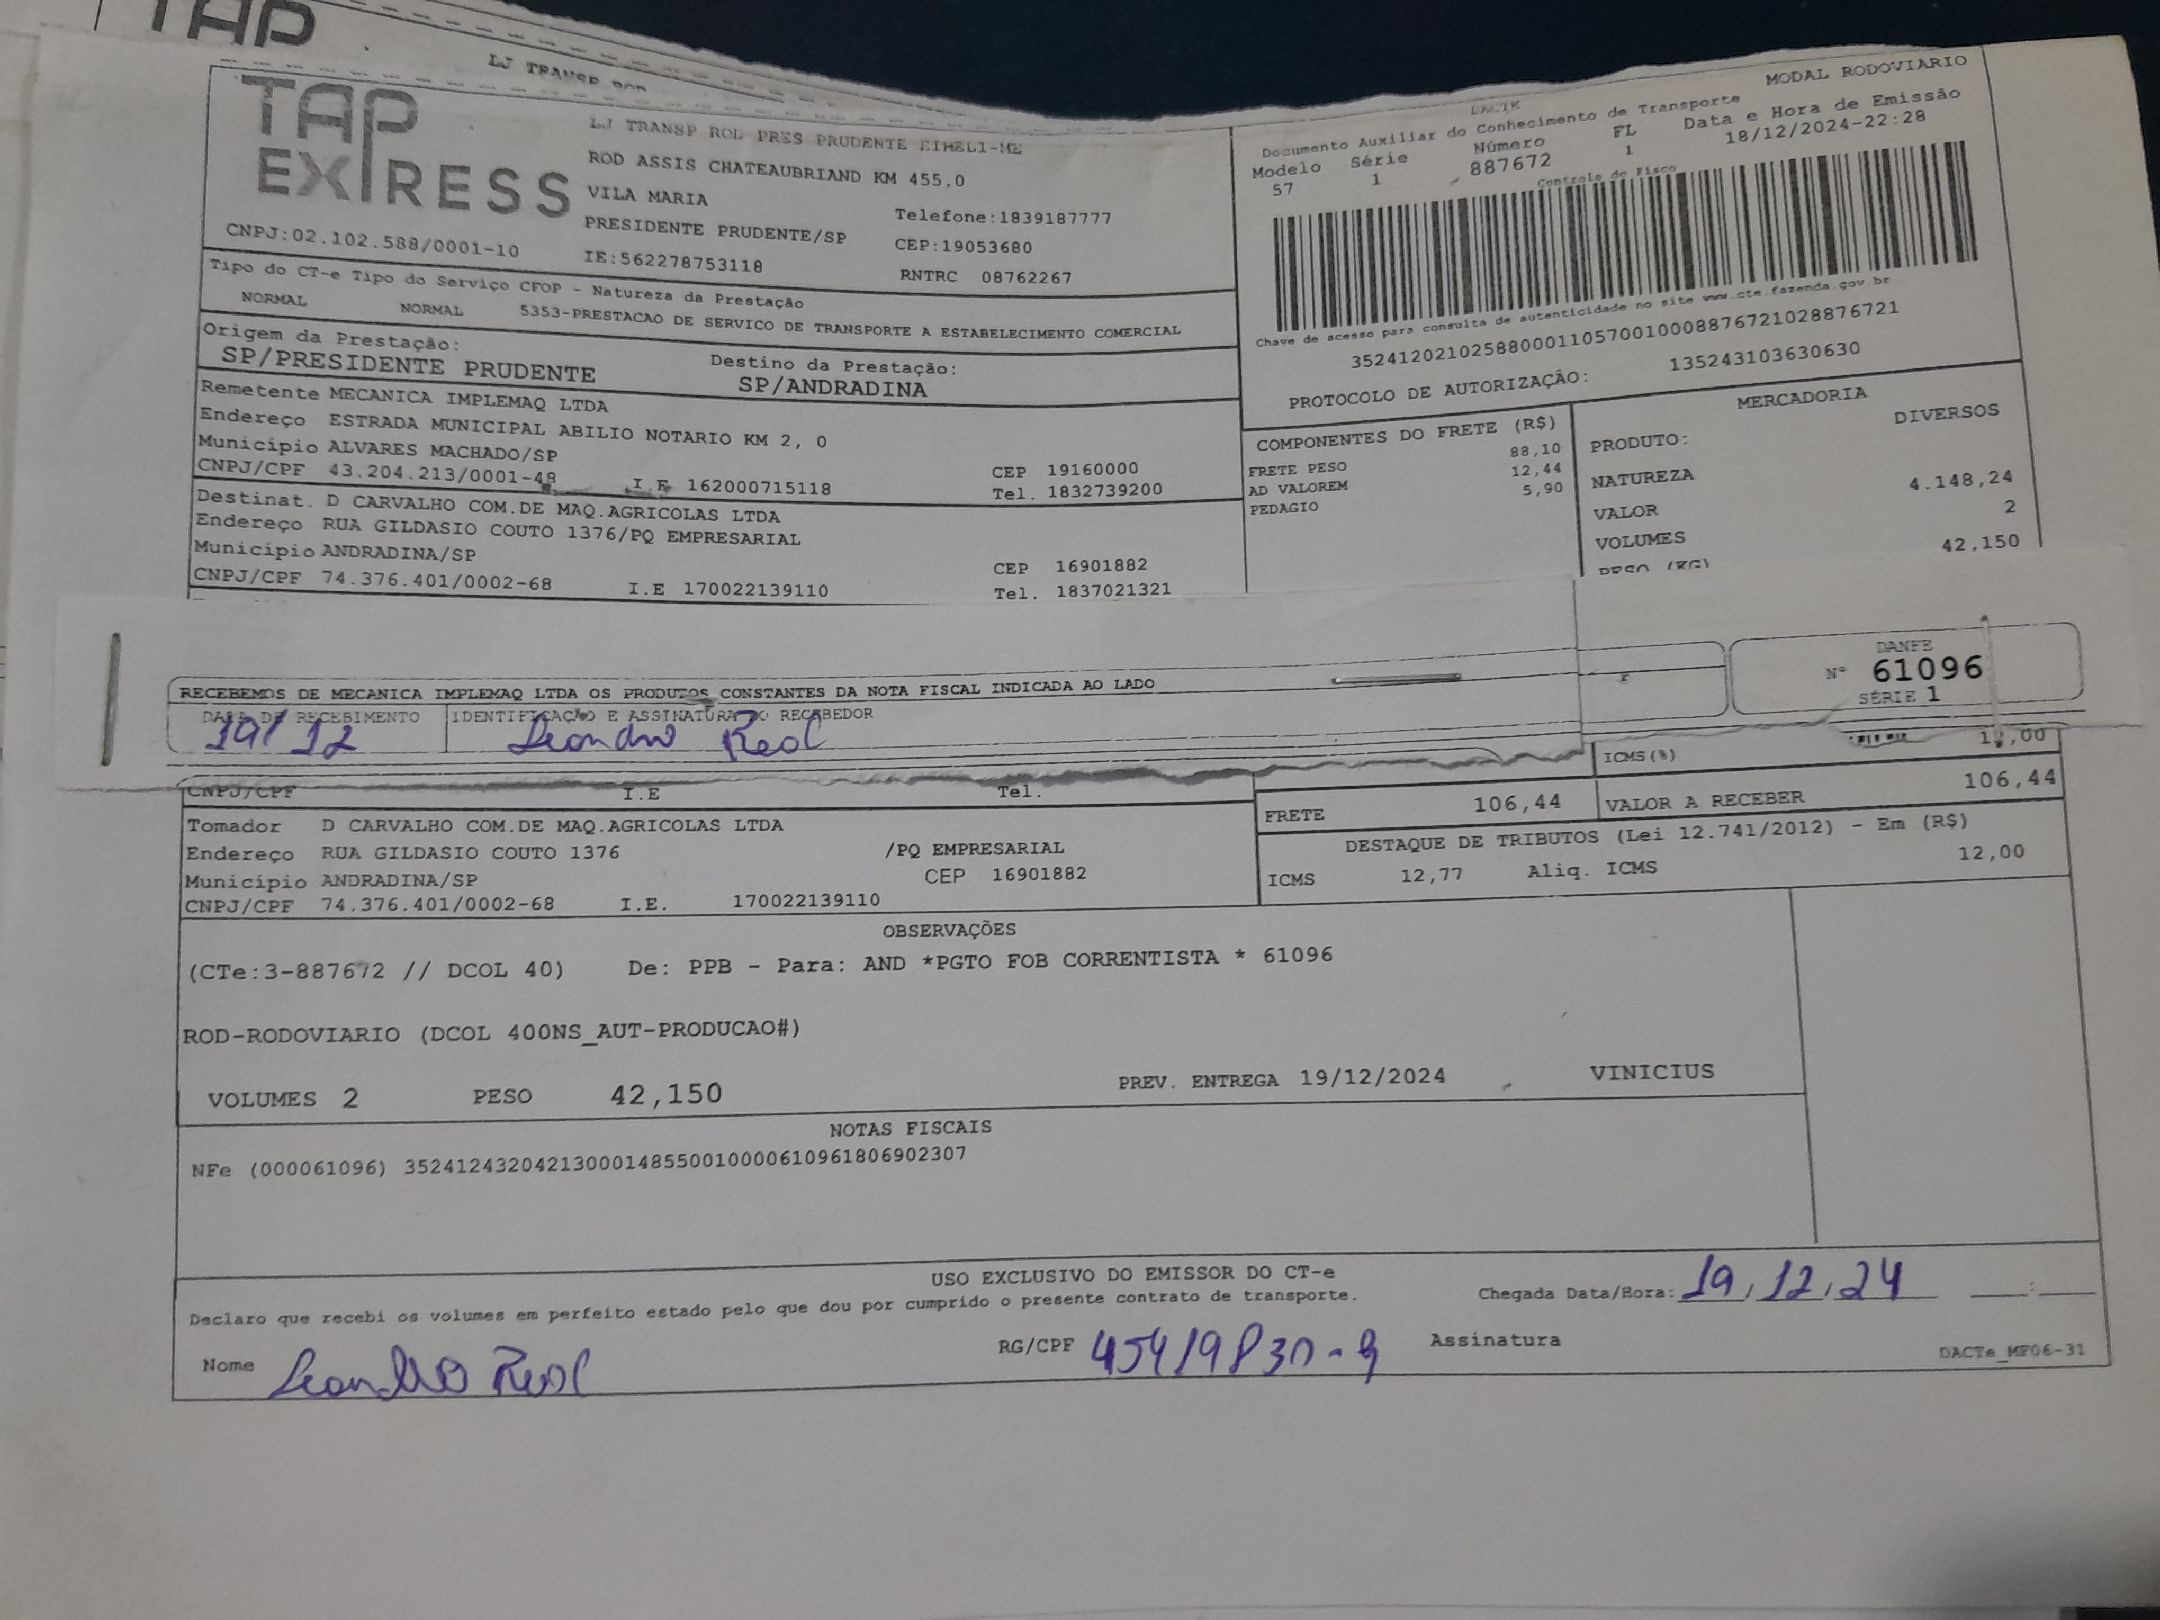 TAP
LJ TRANSP ROD
TAP
EXPRESS
LJ TRANSP ROD PRES PRUDENTE EIRELI-ME
ROD ASSIS CHATEAUBRIAND KM 455,0
VILA MARIA
PRESIDENTE PRUDENTE/SP
Telefone:1839187777
CEP:19053680
CNPJ:02.102.588/0001-10
IE:562278753118
RNTRC 08762267
DACTE
MODAL RODOVIARIO
Documento Auxiliar do Conhecimento de Transporte
Modelo Série Número FL Data e Hora de Emissão
57 1 887672 1 18/12/2024-22:28
Controle do Fisco
Chave de acesso para consulta de autenticidade no site www.cte.fazenda.gov.br
35241202102588000110570010008876721028876721
PROTOCOLO DE AUTORIZAÇÃO: 135243103630630
Tipo do CT-e Tipo do Serviço CFOP - Natureza da Prestação
NORMAL NORMAL 5353-PRESTACAO DE SERVICO DE TRANSPORTE A ESTABELECIMENTO COMERCIAL
Origem da Prestação: Destino da Prestação:
SP/PRESIDENTE PRUDENTE SP/ANDRADINA
Remetente MECANICA IMPLEMAQ LTDA
Endereço ESTRADA MUNICIPAL ABILIO NOTARIO KM 2, 0
Município ALVARES MACHADO/SP CEP 19160000
CNPJ/CPF 43.204.213/0001-48 I.E 162000715118 Tel. 1832739200
Destinat. D CARVALHO COM.DE MAQ.AGRICOLAS LTDA
Endereço RUA GILDASIO COUTO 1376/PQ EMPRESARIAL
Município ANDRADINA/SP CEP 16901882
CNPJ/CPF 74.376.401/0002-68 I.E 170022139110 Tel. 1837021321
COMPONENTES DO FRETE (R$)
FRETE PESO 88,10
AD VALOREM 12,44
PEDAGIO 5,90
MERCADORIA
PRODUTO: DIVERSOS
NATUREZA
VALOR 4.148,24
VOLUMES 2
PESO (KG) 42,150
RECEBEMOS DE MECANICA IMPLEMAQ LTDA OS PRODUTOS CONSTANTES DA NOTA FISCAL INDICADA AO LADO
DATA DE RECEBIMENTO IDENTIFICAÇÃO E ASSINATURA DO RECEBEDOR
19/12 Leandro Real
DANFE
Nº 61096
SÉRIE 1
ICMS(%)
CNPJ/CPF I.E Tel.
FRETE 106,44 VALOR A RECEBER 106,44
Tomador D CARVALHO COM.DE MAQ.AGRICOLAS LTDA
Endereço RUA GILDASIO COUTO 1376 /PQ EMPRESARIAL
Município ANDRADINA/SP CEP 16901882
CNPJ/CPF 74.376.401/0002-68 I.E. 170022139110
DESTAQUE DE TRIBUTOS (Lei 12.741/2012) - Em (R$)
ICMS 12,77 Aliq. ICMS 12,00
OBSERVAÇÕES
(CTe:3-887672 // DCOL 40) De: PPB - Para: AND *PGTO FOB CORRENTISTA * 61096
ROD-RODOVIARIO (DCOL 400NS_AUT-PRODUCAO#)
VOLUMES 2 PESO 42,150 PREV. ENTREGA 19/12/2024 VINICIUS
NOTAS FISCAIS
NFe (000061096) 35241243204213000148550010000610961806902307
USO EXCLUSIVO DO EMISSOR DO CT-e
Declaro que recebi os volumes em perfeito estado pelo que dou por cumprido o presente contrato de transporte.
Chegada Data/Hora: 19/12/24 :
Nome Leandro Real RG/CPF 45419830-9 Assinatura
DACTe_MF06-31